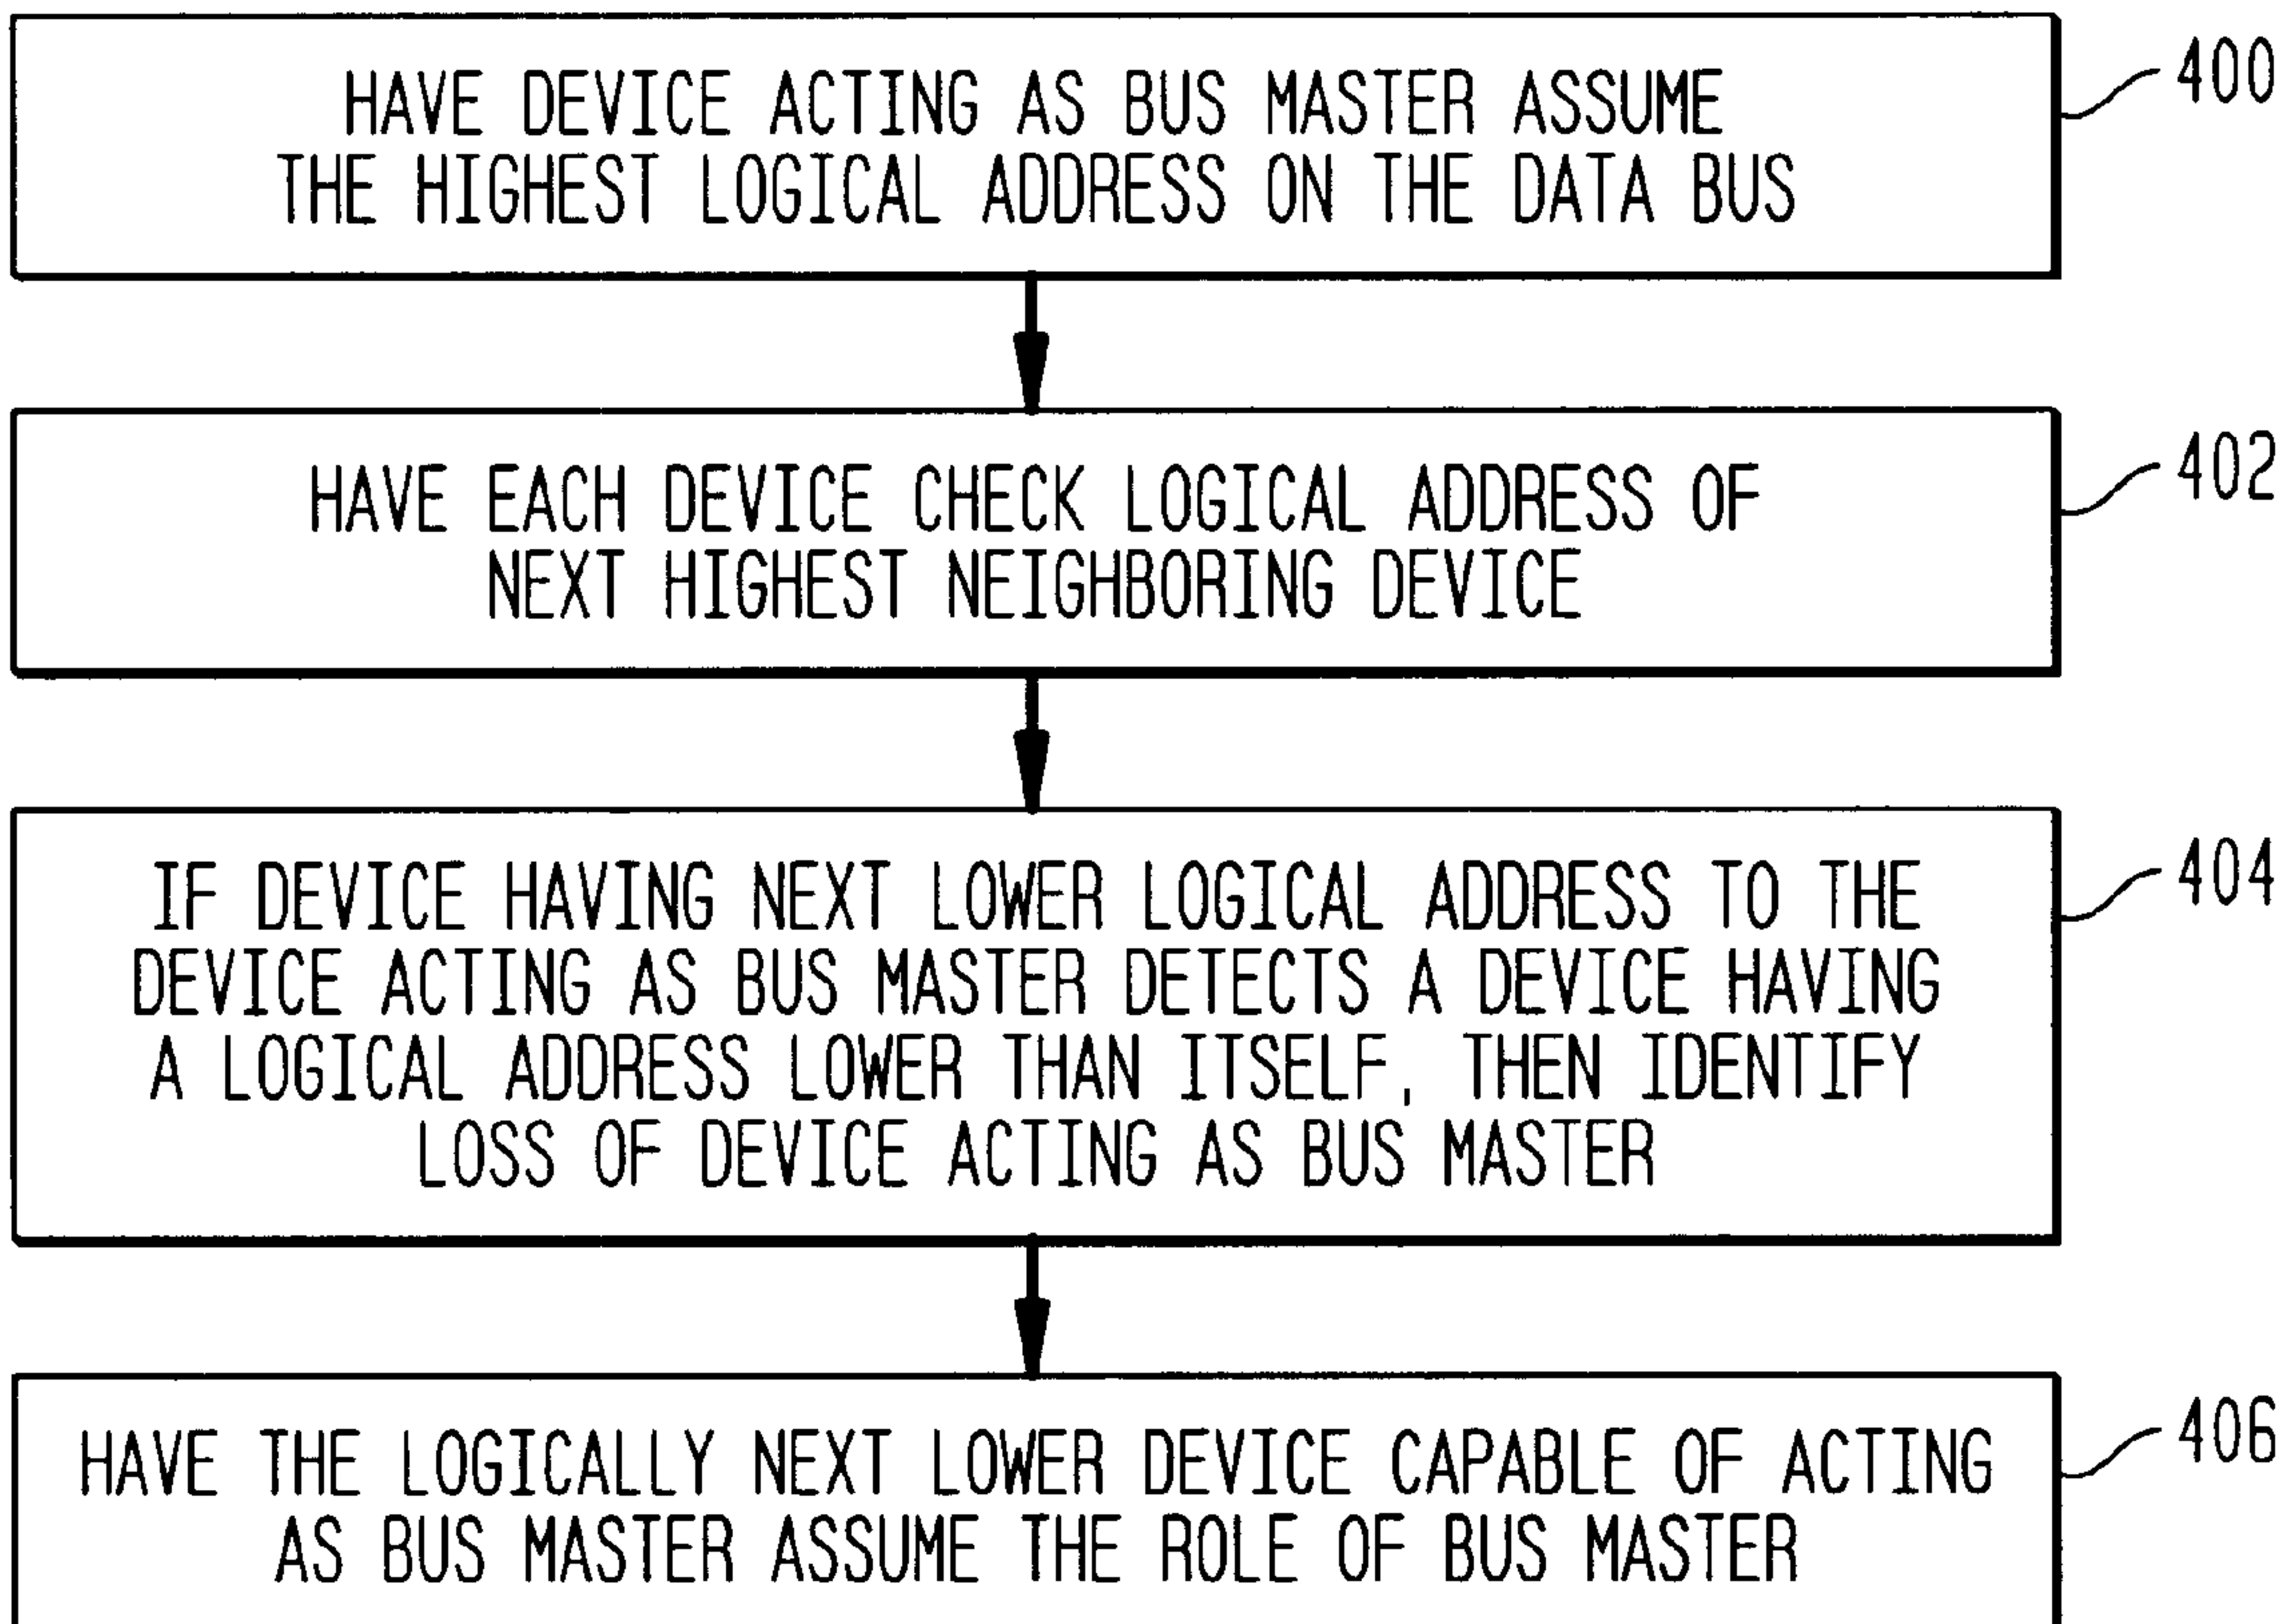 HAVE DEVICE ACTING AS BUS MASTER ASSUME
THE HIGHEST LOGICAL ADDRESS ON THE DATA BUS
400
HAVE EACH DEVICE CHECK LOGICAL ADDRESS OF
NEXT HIGHEST NEIGHBORING DEVICE
402
IF DEVICE HAVING NEXT LOWER LOGICAL ADDRESS TO THE
DEVICE ACTING AS BUS MASTER DETECTS A DEVICE HAVING
A LOGICAL ADDRESS LOWER THAN ITSELF, THEN IDENTIFY
LOSS OF DEVICE ACTING AS BUS MASTER
404
HAVE THE LOGICALLY NEXT LOWER DEVICE CAPABLE OF ACTING
AS BUS MASTER ASSUME THE ROLE OF BUS MASTER
406